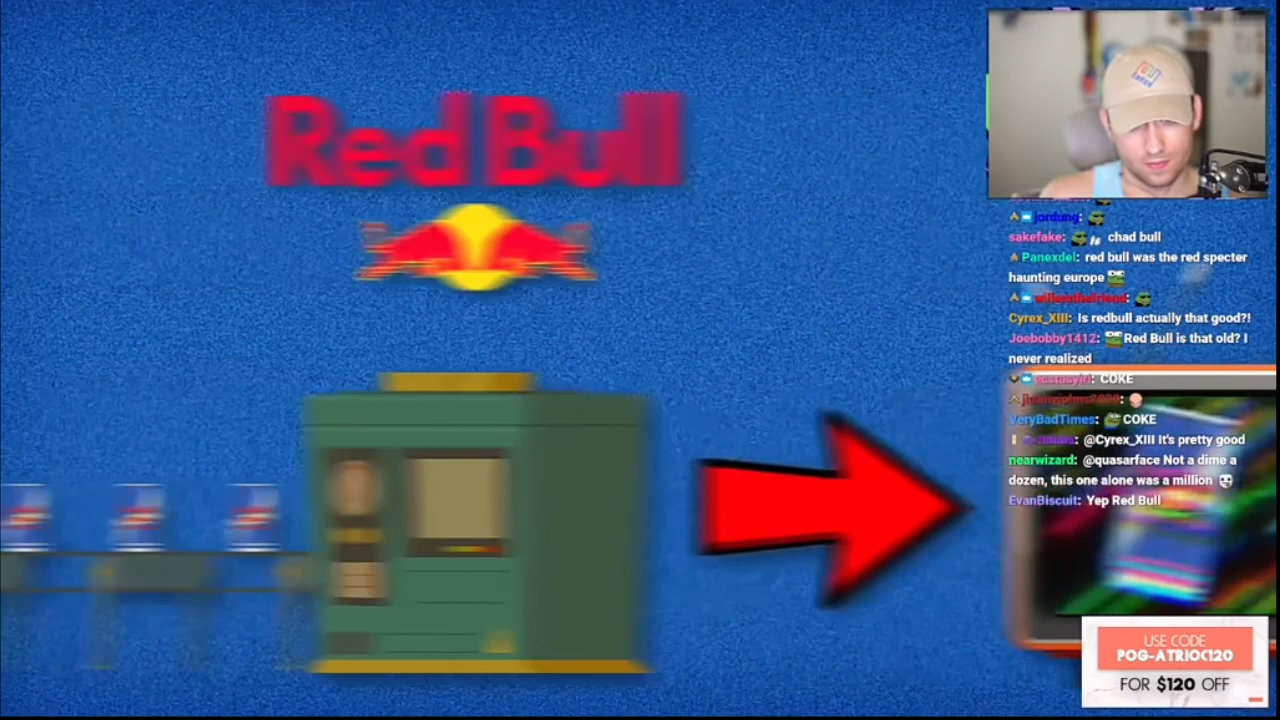 Red Bull
jordung:
sakefake: chad bull
Panexdel: red bull was the red specter
haunting europe
willesthefriend:
Cyrex_XIII: Is redbull actually that good?!
Joebobby1412: Red Bull is that old? I
never realized
COKE
VeryBadTimes: COKE
@Cyrex_XIII It's pretty good
nearwizard: @quasarface Not a dime a
dozen, this one alone was a million
EvanBiscuit: Yep Red Bull
USE CODE
POG-ATRIOC120
FOR $120 OFF